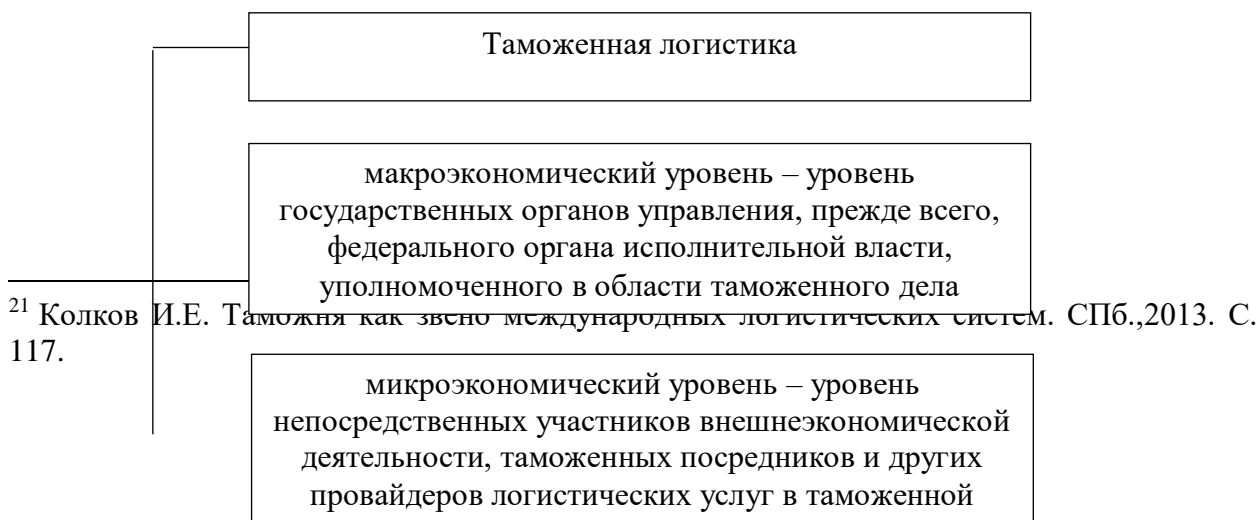 Таможенная логистика
макроэкономический уровень – уровень
государственных органов управления, прежде всего,
федерального органа исполнительной власти,
уполномоченного в области таможенного дела
21 Колков И.Е. Таможня как звено международных логистических систем. СПб.,2013. С.
117.
микроэкономический уровень – уровень
непосредственных участников внешнеэкономической
деятельности, таможенных посредников и других
провайдеров логистических услуг в таможенной